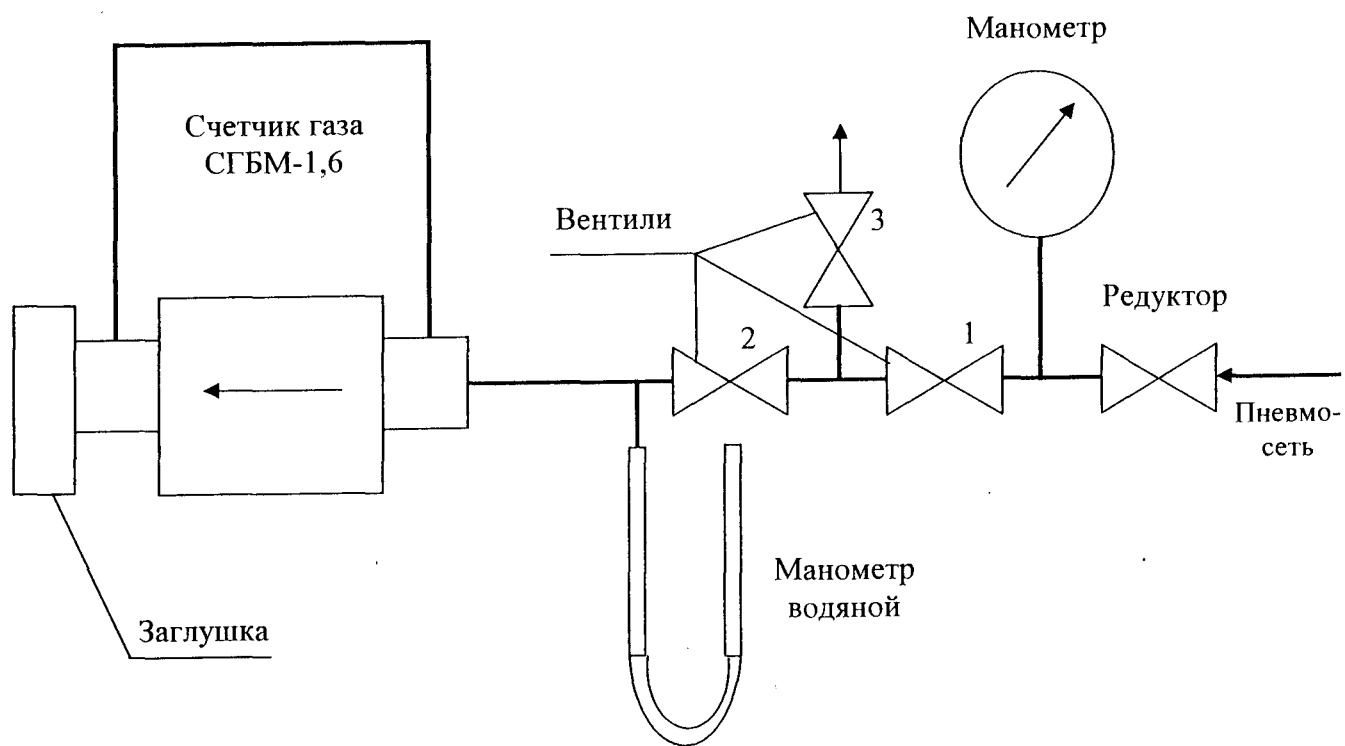 Манометр
Счетчик газа
СГБМ-1,6
Вентили
3
Редуктор
2
1
Пневмо-
сеть
Манометр
водяной
Заглушка